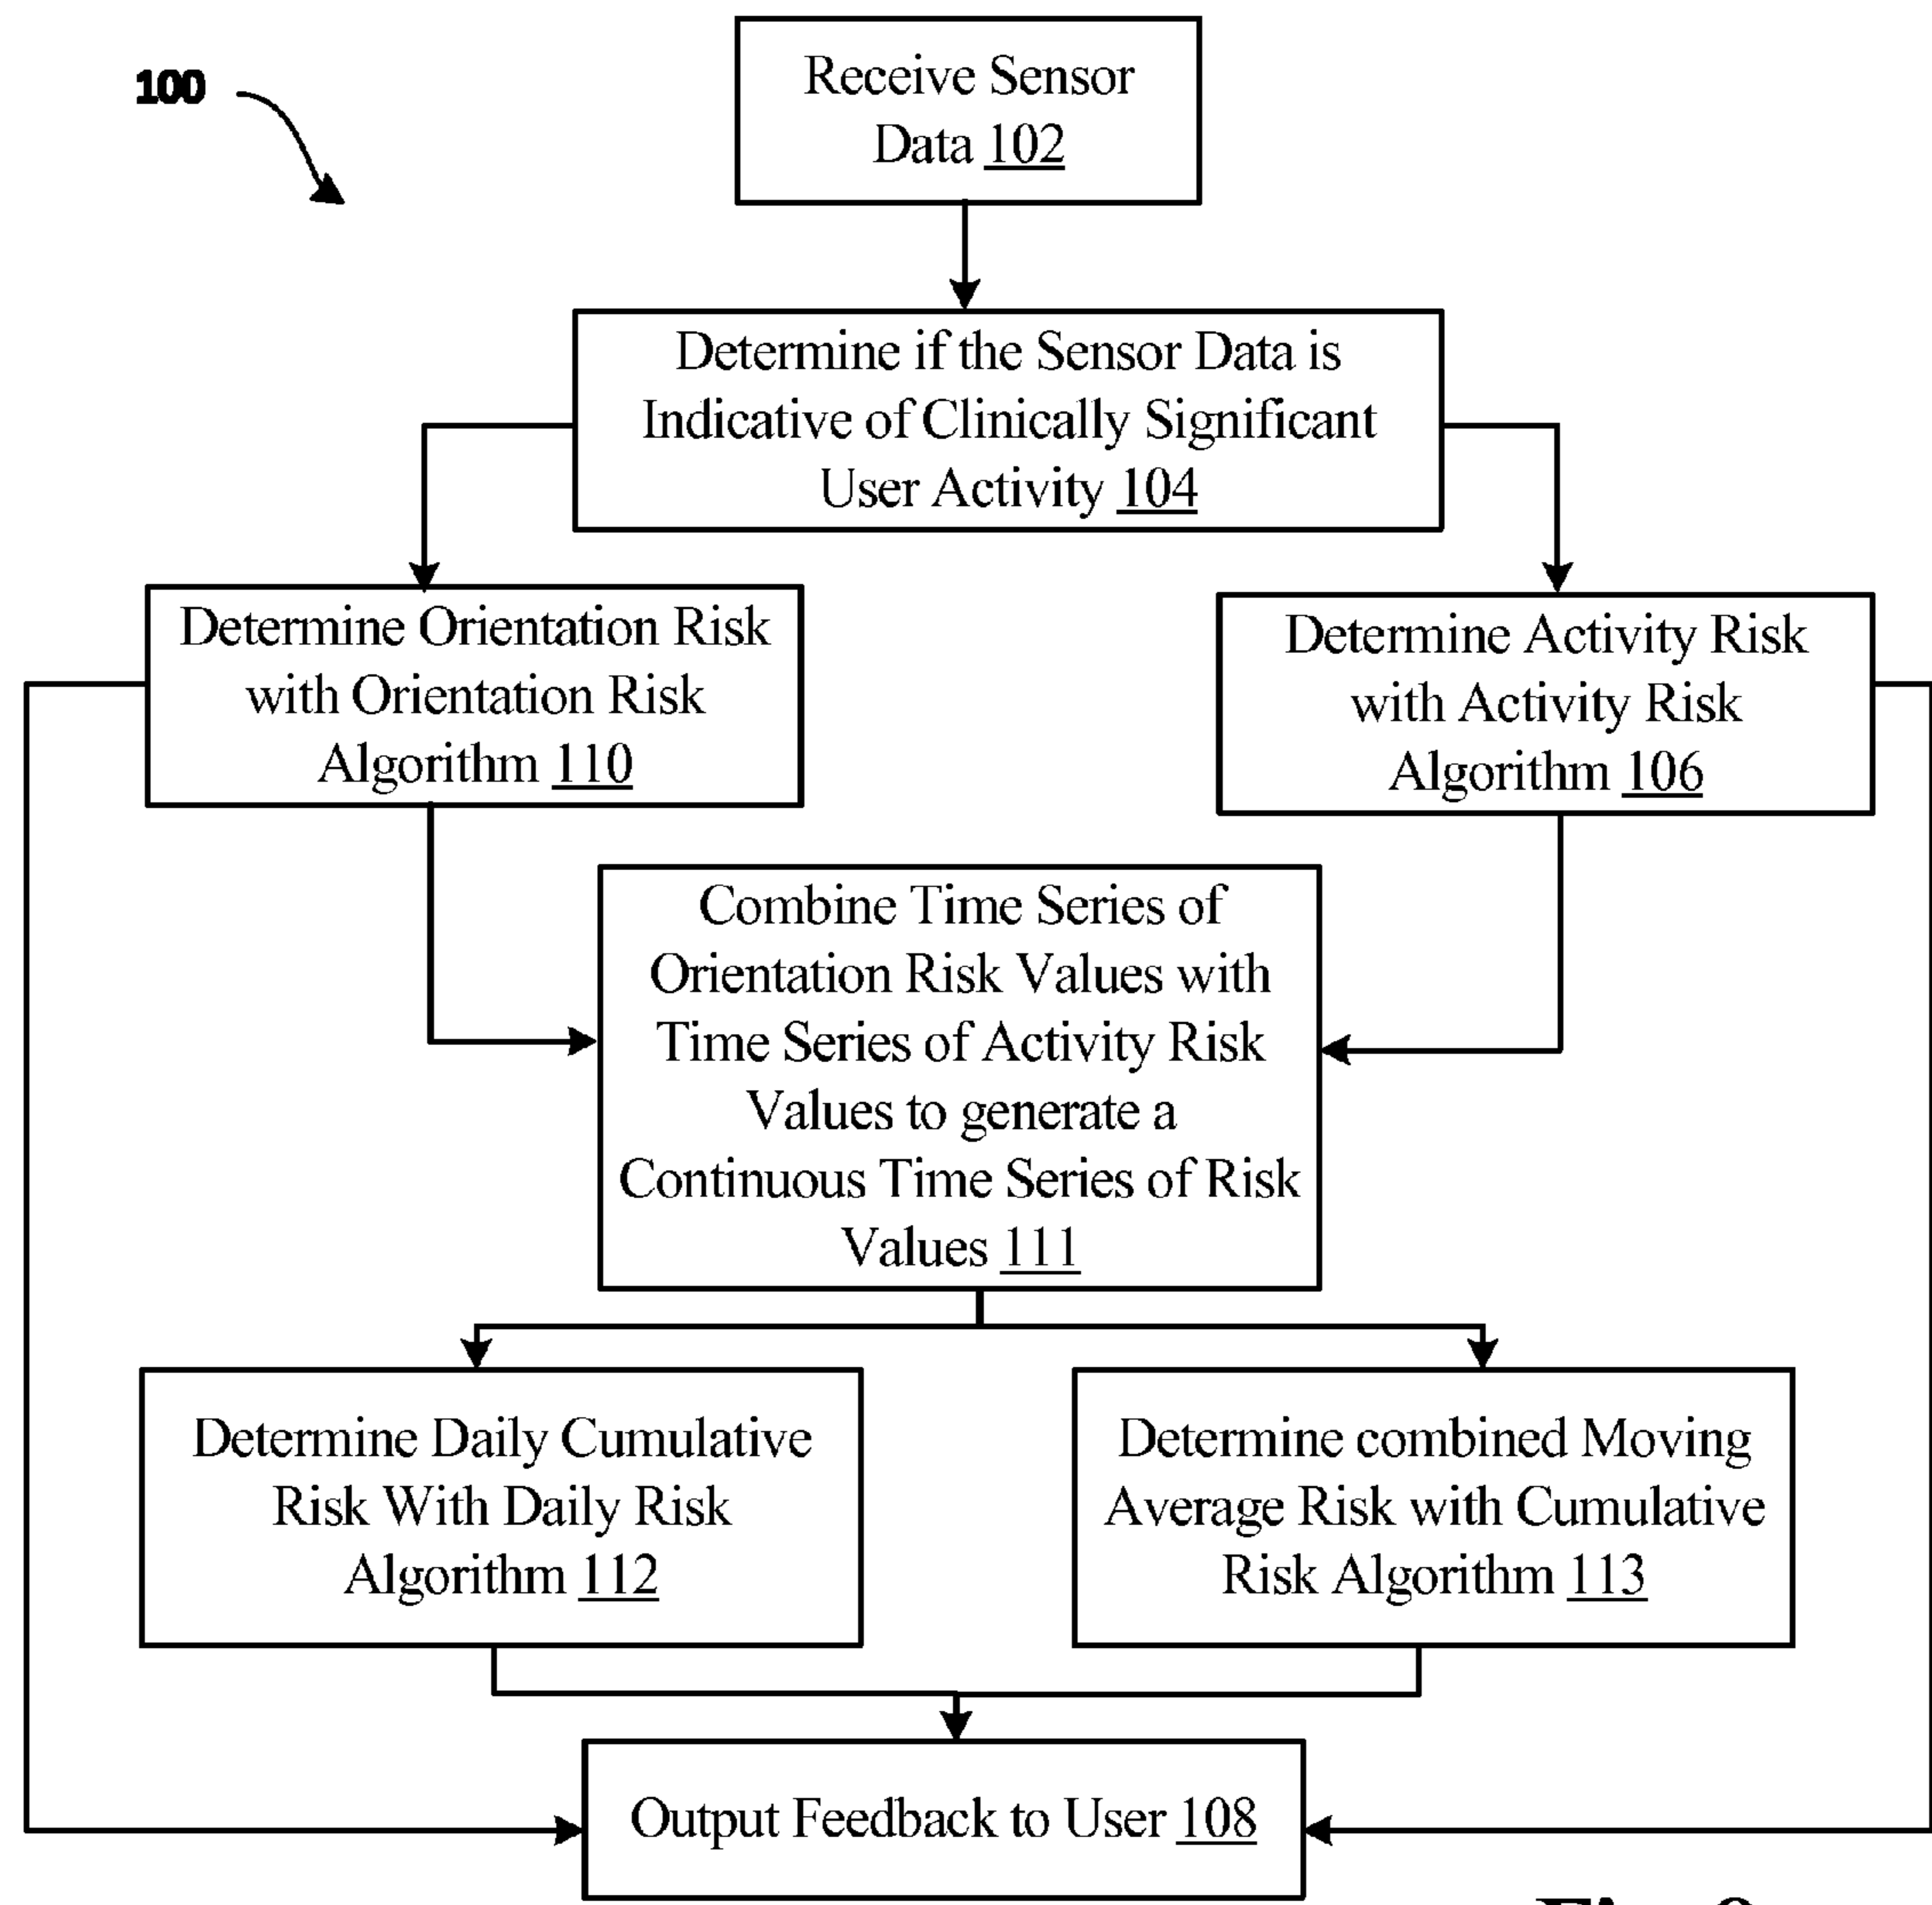 100
Receive Sensor
Data 102
Determine if the Sensor Data is
Indicative of Clinically Significant
User Activity 104
Determine Orientation Risk
with Orientation Risk
Algorithm 110
Determine Activity Risk
with Activity Risk
Algorithm 106
Combine Time Series of
Orientation Risk Values with
Time Series of Activity Risk
Values to generate a
Continuous Time Series of Risk
Values 111
Determine Daily Cumulative
Risk With Daily Risk
Algorithm 112
Determine combined Moving
Average Risk with Cumulative
Risk Algorithm 113
Output Feedback to User 108